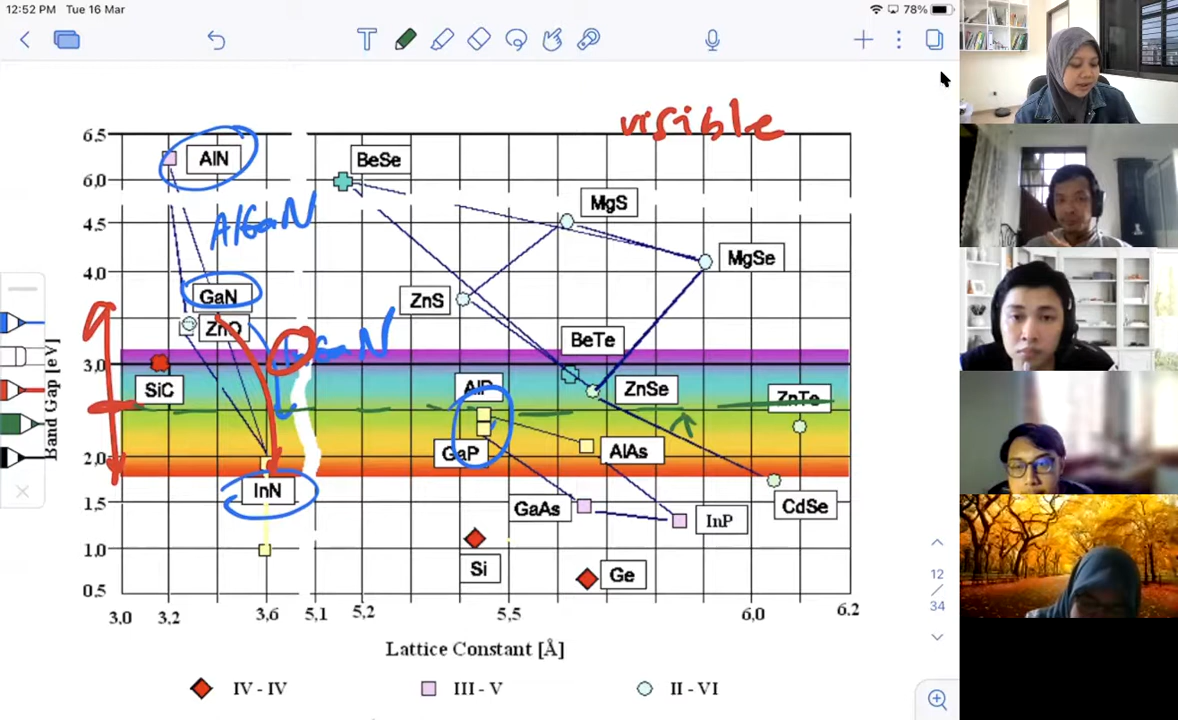 12:52 PM Tue 16 Mar
78%
T
visible
6.5
AlN
BeSe
6.0
AlGaN
MgS
4.5
MgSe
4.0
GaN
ZnS
ZnO
InGaN
BeTe
3.0
SiC
AlP
ZnSe
ZnTe
Band Gap [eV]
GaP
AlAs
2.0
InN
1.5
GaAs
InP
CdSe
1.0
Si
Ge
0.5
3,0 3,2 3,6 5,1 5,2 5,5 6,0 6.2
Lattice Constant [Å]
IV - IV III - V II - VI
12
/
34